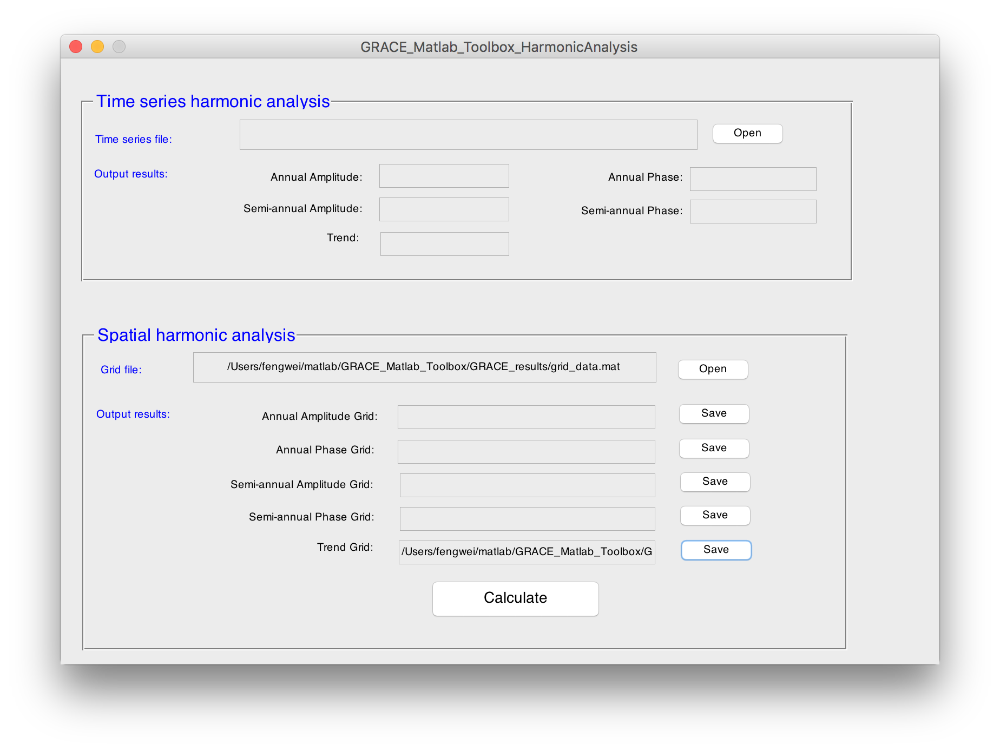 GRACE_Matlab_Toolbox_HarmonicAnalysis
Time series harmonic analysis
Time series file:
Open
Output results:
Annual Amplitude:
Annual Phase:
Semi-annual Amplitude:
Semi-annual Phase:
Trend:
Spatial harmonic analysis
Grid file:
/Users/fengwei/matlab/GRACE_Matlab_Toolbox/GRACE_results/grid_data.mat
Open
Output results:
Annual Amplitude Grid:
Save
Annual Phase Grid:
Save
Semi-annual Amplitude Grid:
Save
Semi-annual Phase Grid:
Save
Trend Grid:
/Users/fengwei/matlab/GRACE_Matlab_Toolbox/G
Save
Calculate